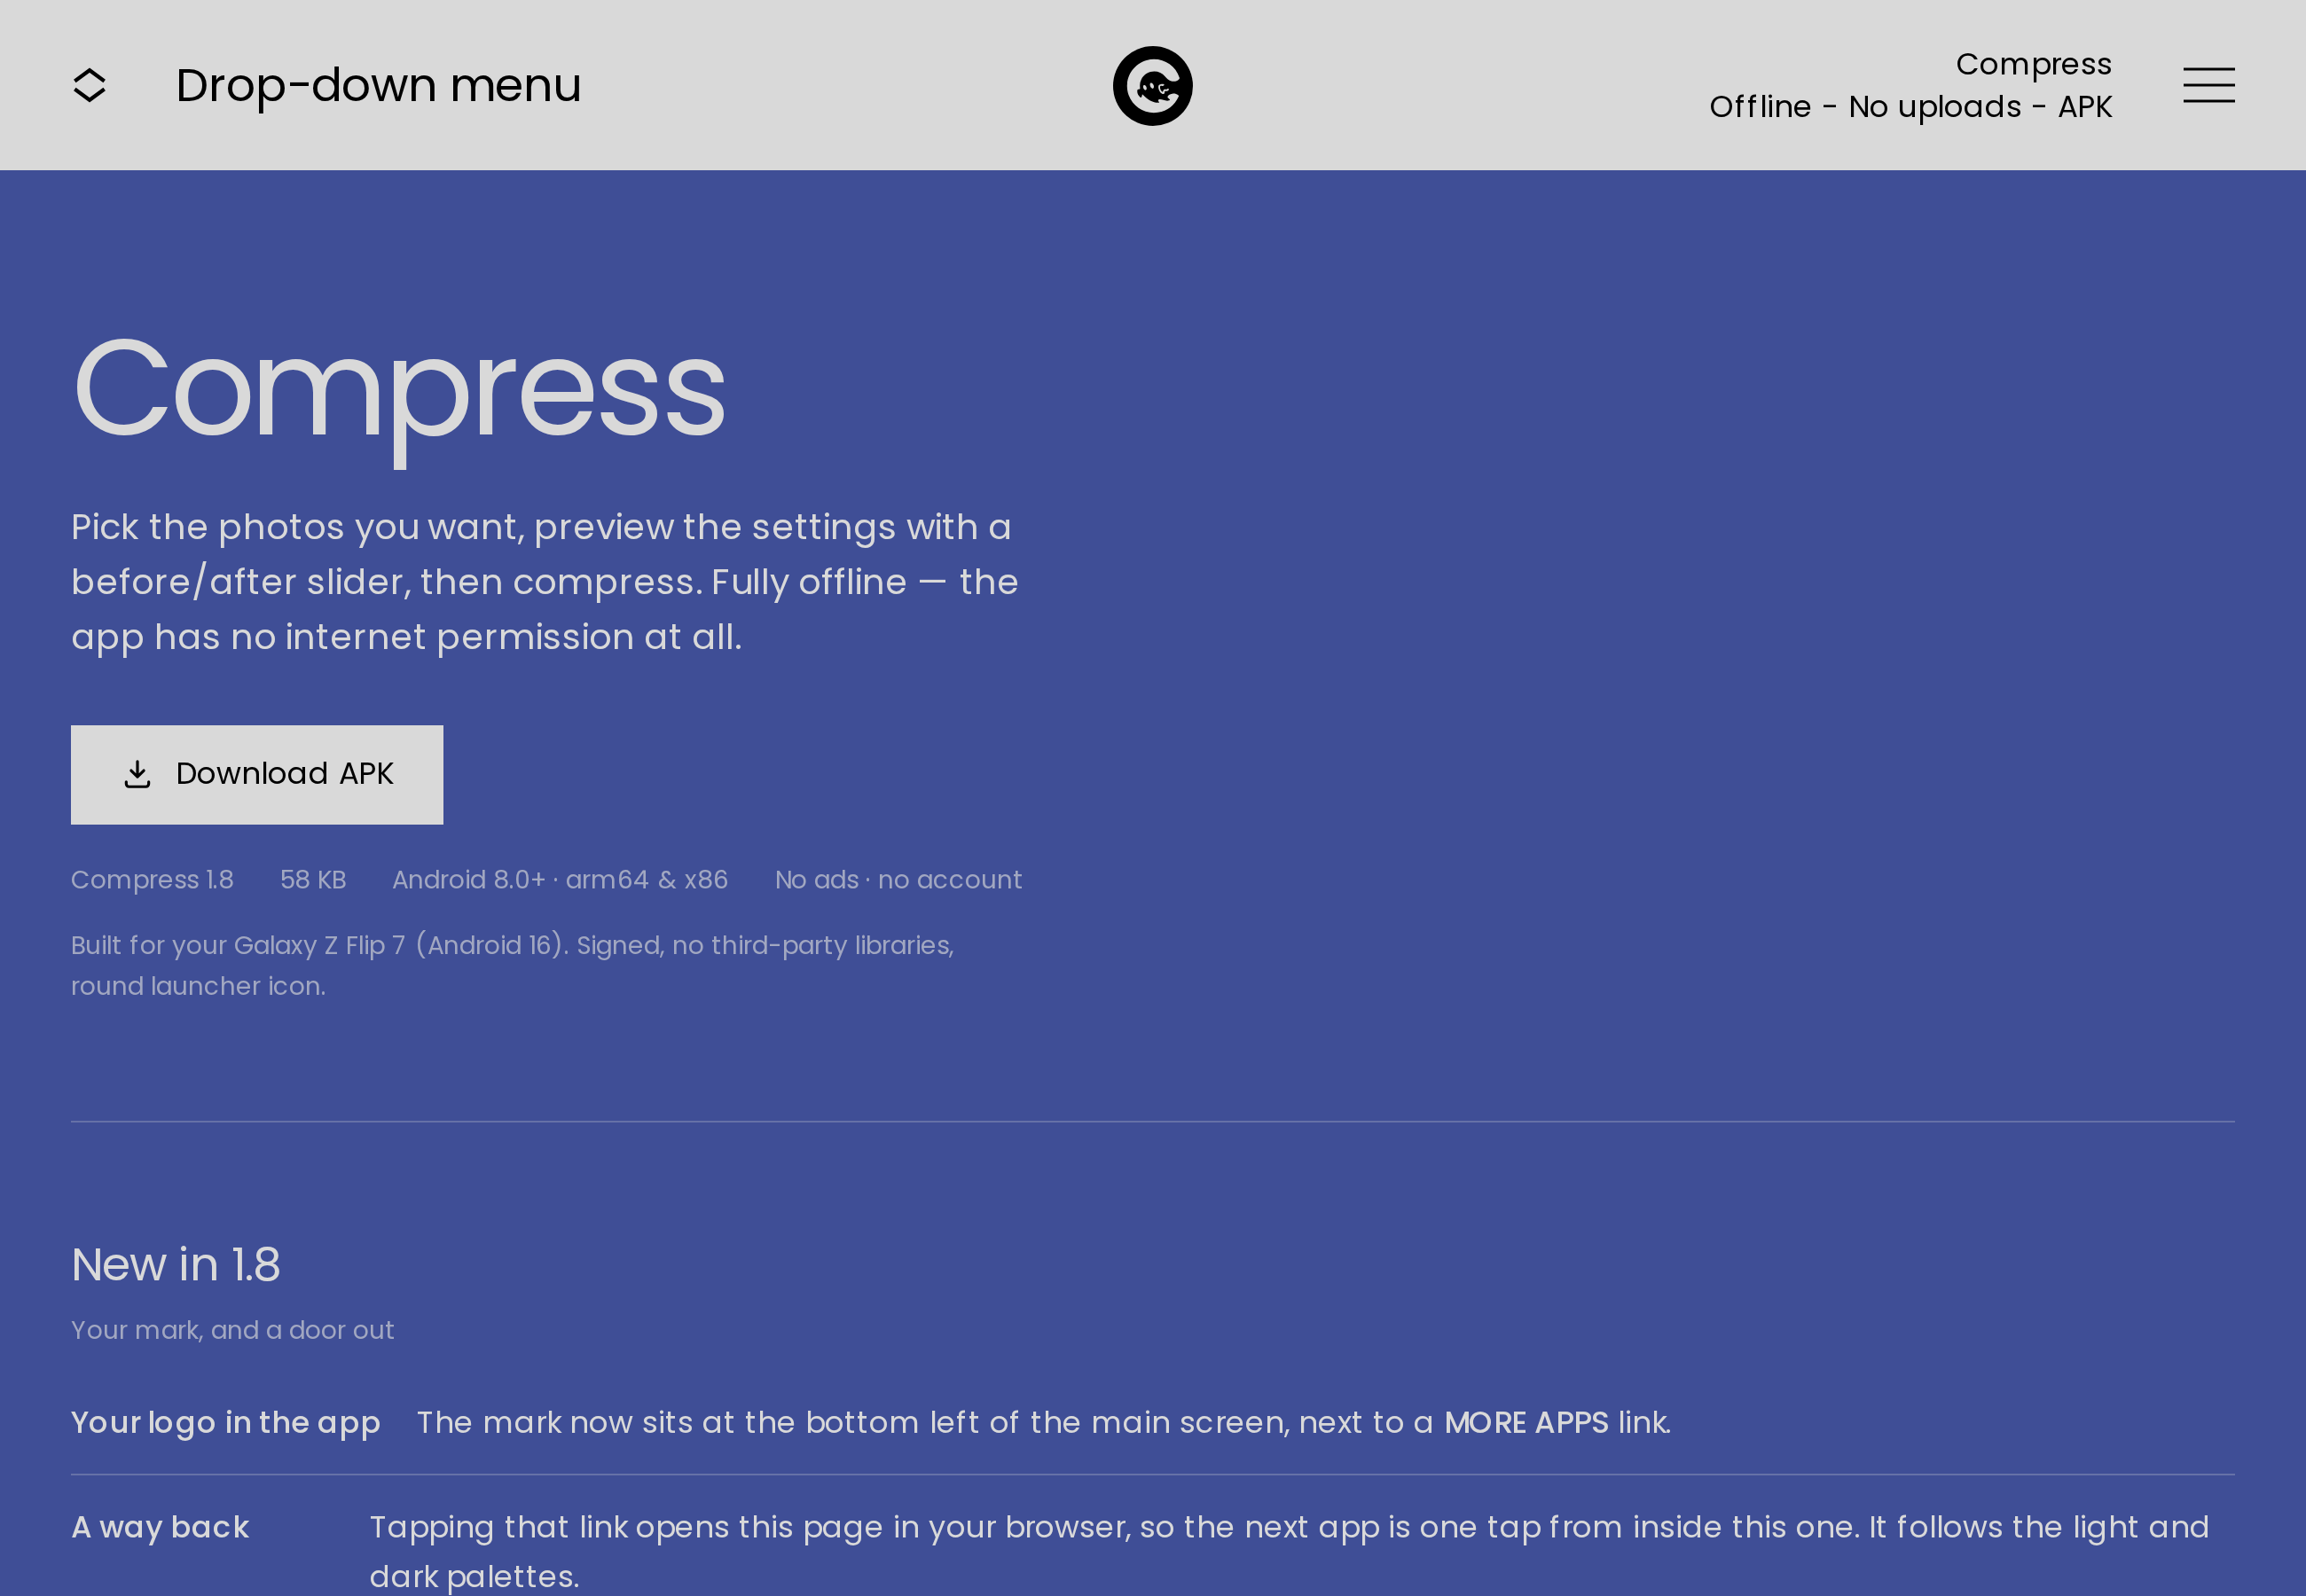 Drop-down menu
Compress
Offline - No uploads - APK
Compress
Pick the photos you want, preview the settings with a
before/after slider, then compress. Fully offline — the
app has no internet permission at all.
Download APK
Compress 1.8 58 KB Android 8.0+ · arm64 & x86 No ads · no account
Built for your Galaxy Z Flip 7 (Android 16). Signed, no third-party libraries,
round launcher icon.
New in 1.8
Your mark, and a door out
Your logo in the app The mark now sits at the bottom left of the main screen, next to a MORE APPS link.
A way back Tapping that link opens this page in your browser, so the next app is one tap from inside this one. It follows the light and
dark palettes.